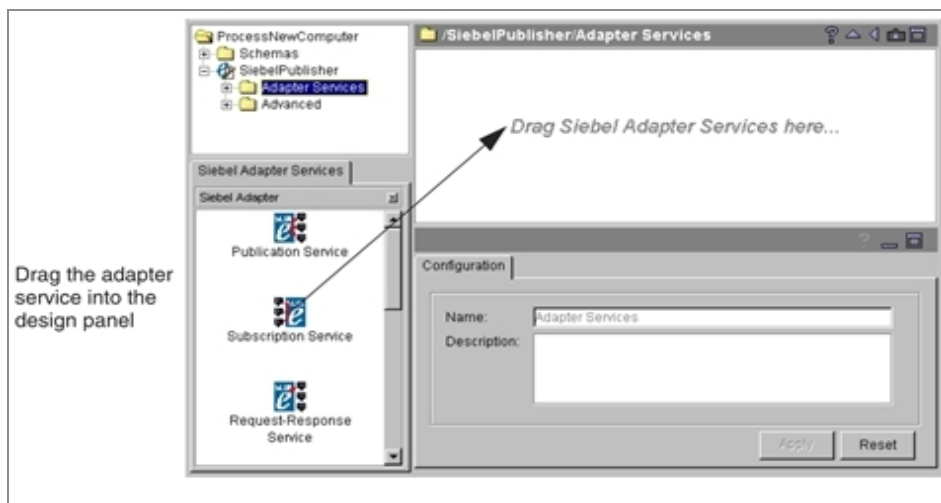 ProcessNewComputer
Schemas
SiebelPublisher
Adapter Services
Advanced
/SiebelPublisher/Adapter Services
Drag Siebel Adapter Services here...
Siebel Adapter Services
Siebel Adapter
Publication Service
Subscription Service
Request-Response
Service
Drag the adapter
service into the
design panel
Configuration
Name:
Adapter Services
Description:
Apply
Reset